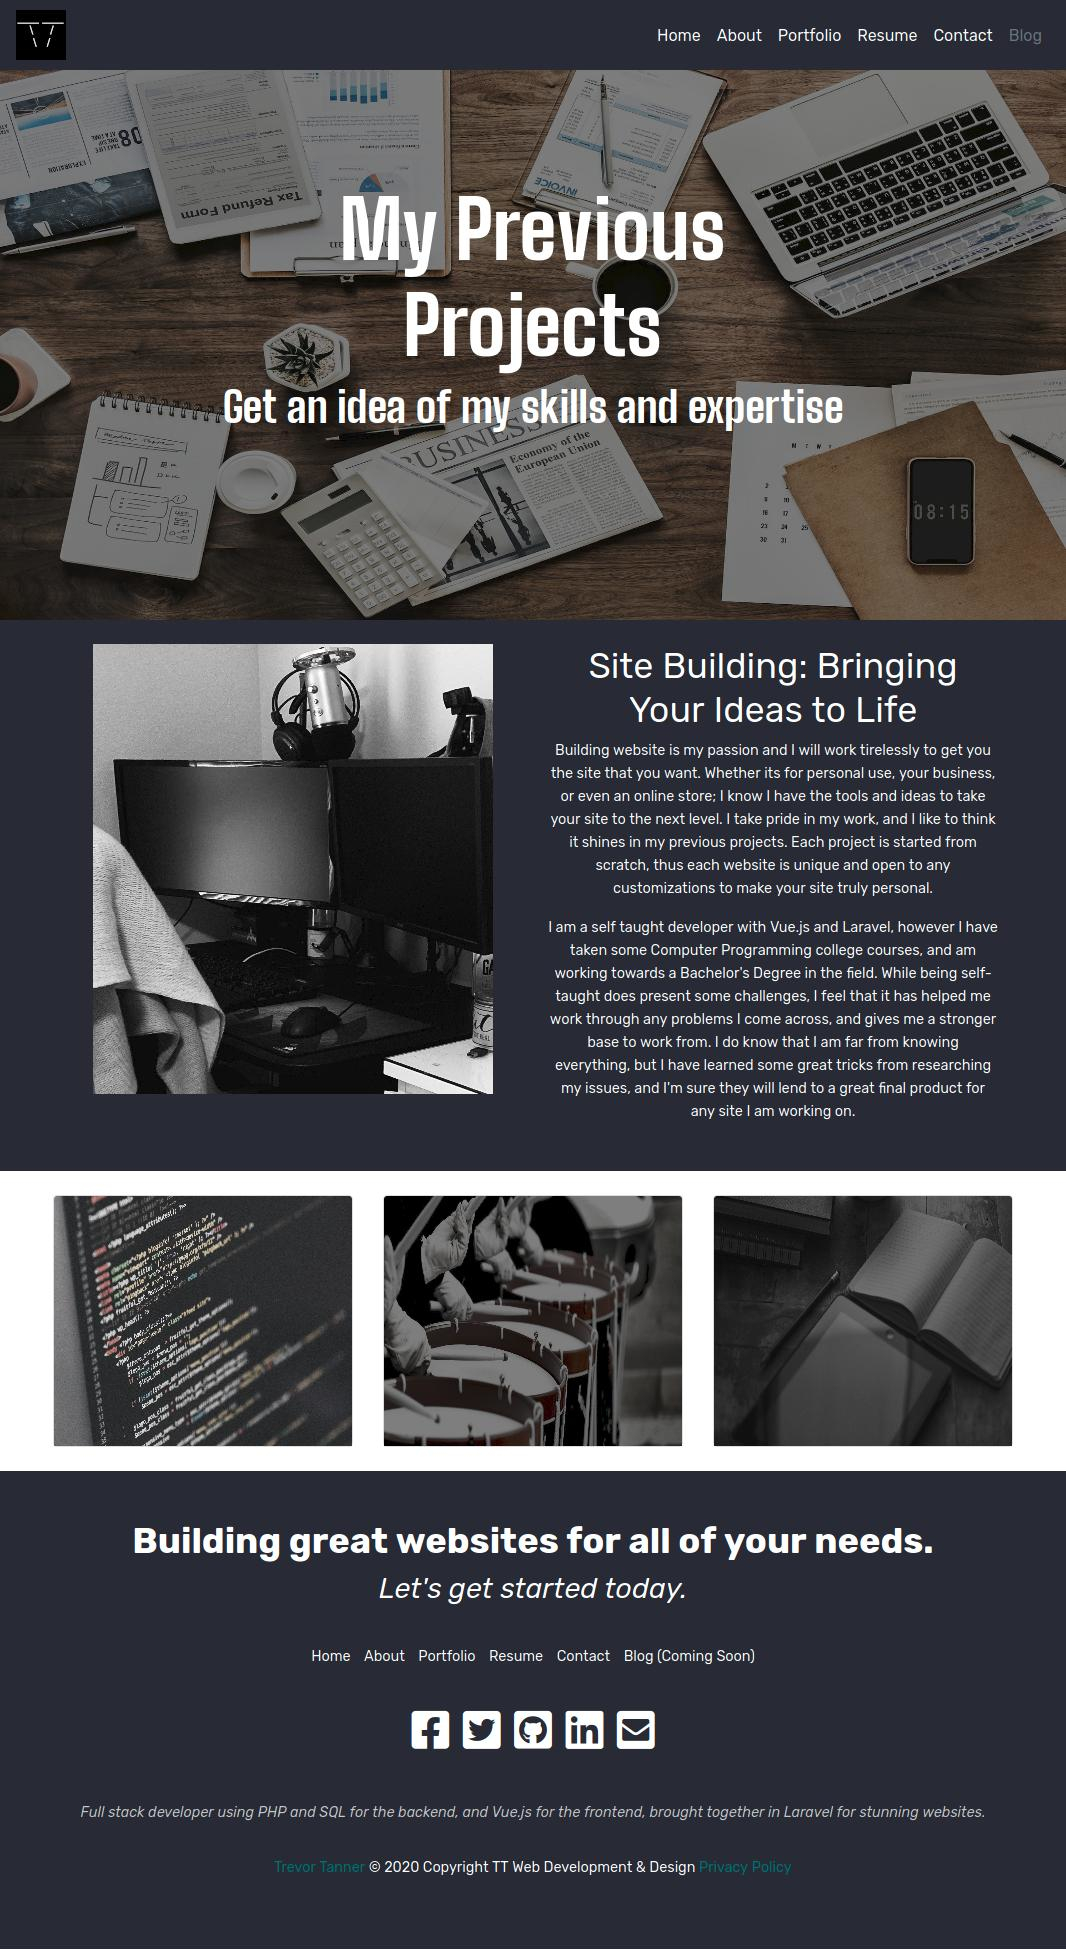 Home About Portfolio Resume Contact Blog
Tax Refund Form
INVOICE
My Previous
Projects
Get an idea of my skills and expertise
BUSINESS
Economy of the
European Union
08:15
Site Building: Bringing
Your Ideas to Life
Building website is my passion and I will work tirelessly to get you
the site that you want. Whether its for personal use, your business,
or even an online store; I know I have the tools and ideas to take
your site to the next level. I take pride in my work, and I like to think
it shines in my previous projects. Each project is started from
scratch, thus each website is unique and open to any
customizations to make your site truly personal.
I am a self taught developer with Vue.js and Laravel, however I have
taken some Computer Programming college courses, and am
working towards a Bachelor's Degree in the field. While being self-
taught does present some challenges, I feel that it has helped me
work through any problems I come across, and gives me a stronger
base to work from. I do know that I am far from knowing
everything, but I have learned some great tricks from researching
my issues, and I'm sure they will lend to a great final product for
any site I am working on.
Building great websites for all of your needs.
Let's get started today.
Home About Portfolio Resume Contact Blog (Coming Soon)
Full stack developer using PHP and SQL for the backend, and Vue.js for the frontend, brought together in Laravel for stunning websites.
Trevor Tanner © 2020 Copyright TT Web Development & Design Privacy Policy